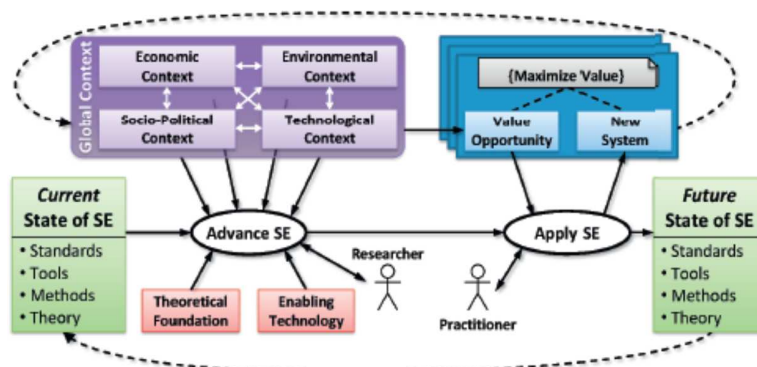 Global Context
Economic
Context
Environmental
Context
Socio-Political
Context
Technological
Context
{Maximize Value}
Value
Opportunity
New
System
Current
State of SE
• Standards
• Tools
• Methods
• Theory
Advance SE
Apply SE
Future
State of SE
• Standards
• Tools
• Methods
• Theory
Researcher
Theoretical
Foundation
Enabling
Technology
Practitioner